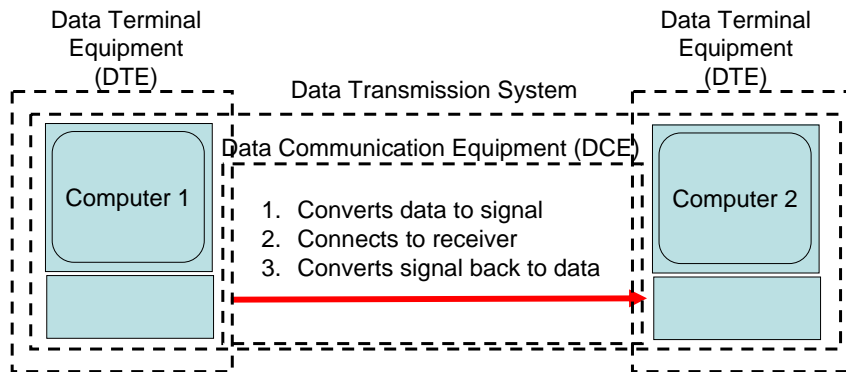 Data Terminal
Equipment
(DTE)
Data Terminal
Equipment
(DTE)
Data Transmission System
Data Communication Equipment (DCE)
Computer 1
1. Converts data to signal
2. Connects to receiver
3. Converts signal back to data
Computer 2